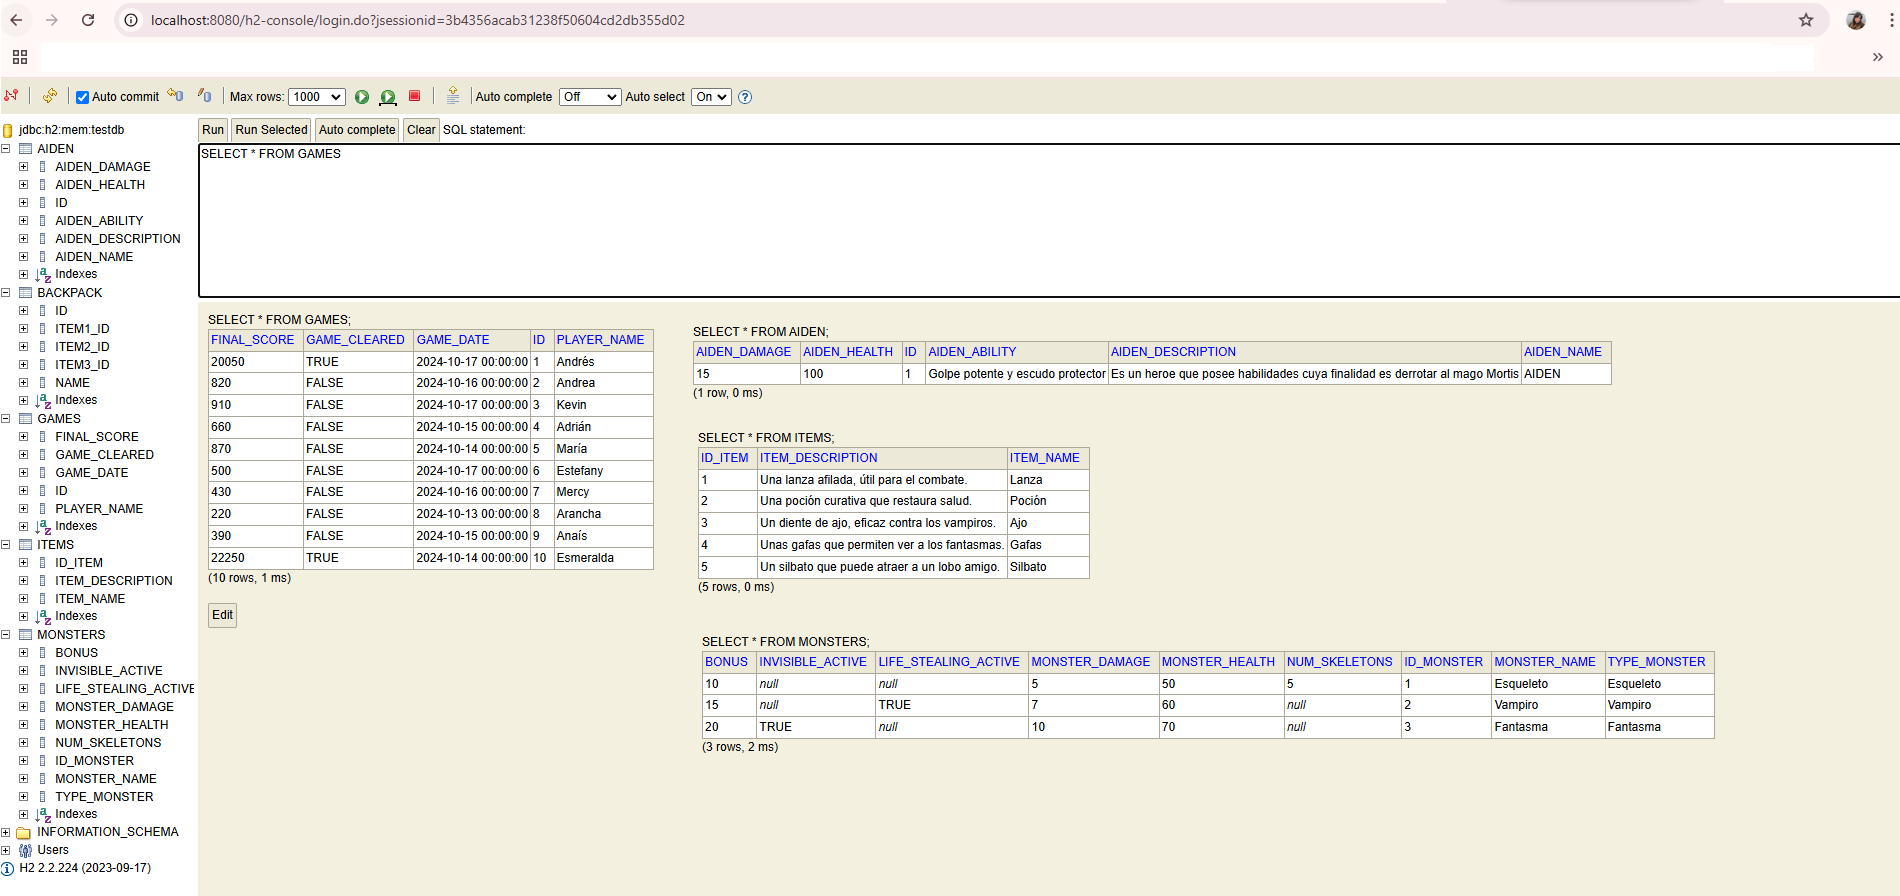 localhost:8080/h2-console/login.do?jsessionid=3b4356acab31238f50604cd2db355d02
Auto commit Max rows: 1000 Auto complete Off Auto select On
jdbc:h2:mem:testdb
AIDEN
AIDEN_DAMAGE
AIDEN_HEALTH
ID
AIDEN_ABILITY
AIDEN_DESCRIPTION
AIDEN_NAME
Indexes
BACKPACK
ID
ITEM1_ID
ITEM2_ID
ITEM3_ID
NAME
Indexes
GAMES
FINAL_SCORE
GAME_CLEARED
GAME_DATE
ID
PLAYER_NAME
Indexes
ITEMS
ID_ITEM
ITEM_DESCRIPTION
ITEM_NAME
Indexes
MONSTERS
BONUS
INVISIBLE_ACTIVE
LIFE_STEALING_ACTIVE
MONSTER_DAMAGE
MONSTER_HEALTH
NUM_SKELETONS
ID_MONSTER
MONSTER_NAME
TYPE_MONSTER
Indexes
INFORMATION_SCHEMA
Users
H2 2.2.224 (2023-09-17)
Run Run Selected Auto complete Clear SQL statement:
SELECT * FROM GAMES
SELECT * FROM GAMES;
FINAL_SCORE GAME_CLEARED GAME_DATE ID PLAYER_NAME
20050 TRUE 2024-10-17 00:00:00 1 Andrés
820 FALSE 2024-10-16 00:00:00 2 Andrea
910 FALSE 2024-10-17 00:00:00 3 Kevin
660 FALSE 2024-10-15 00:00:00 4 Adrián
870 FALSE 2024-10-14 00:00:00 5 María
500 FALSE 2024-10-17 00:00:00 6 Estefany
430 FALSE 2024-10-16 00:00:00 7 Mercy
220 FALSE 2024-10-13 00:00:00 8 Arancha
390 FALSE 2024-10-15 00:00:00 9 Anaís
22250 TRUE 2024-10-14 00:00:00 10 Esmeralda
(10 rows, 1 ms)
Edit
SELECT * FROM AIDEN;
AIDEN_DAMAGE AIDEN_HEALTH ID AIDEN_ABILITY AIDEN_DESCRIPTION AIDEN_NAME
15 100 1 Golpe potente y escudo protector Es un heroe que posee habilidades cuya finalidad es derrotar al mago Mortis AIDEN
(1 row, 0 ms)
SELECT * FROM ITEMS;
ID_ITEM ITEM_DESCRIPTION ITEM_NAME
1 Una lanza afilada, útil para el combate. Lanza
2 Una poción curativa que restaura salud. Poción
3 Un diente de ajo, eficaz contra los vampiros. Ajo
4 Unas gafas que permiten ver a los fantasmas. Gafas
5 Un silbato que puede atraer a un lobo amigo. Silbato
(5 rows, 0 ms)
SELECT * FROM MONSTERS;
BONUS INVISIBLE_ACTIVE LIFE_STEALING_ACTIVE MONSTER_DAMAGE MONSTER_HEALTH NUM_SKELETONS ID_MONSTER MONSTER_NAME TYPE_MONSTER
10 null null 5 50 5 1 Esqueleto Esqueleto
15 null TRUE 7 60 null 2 Vampiro Vampiro
20 TRUE null 10 70 null 3 Fantasma Fantasma
(3 rows, 2 ms)